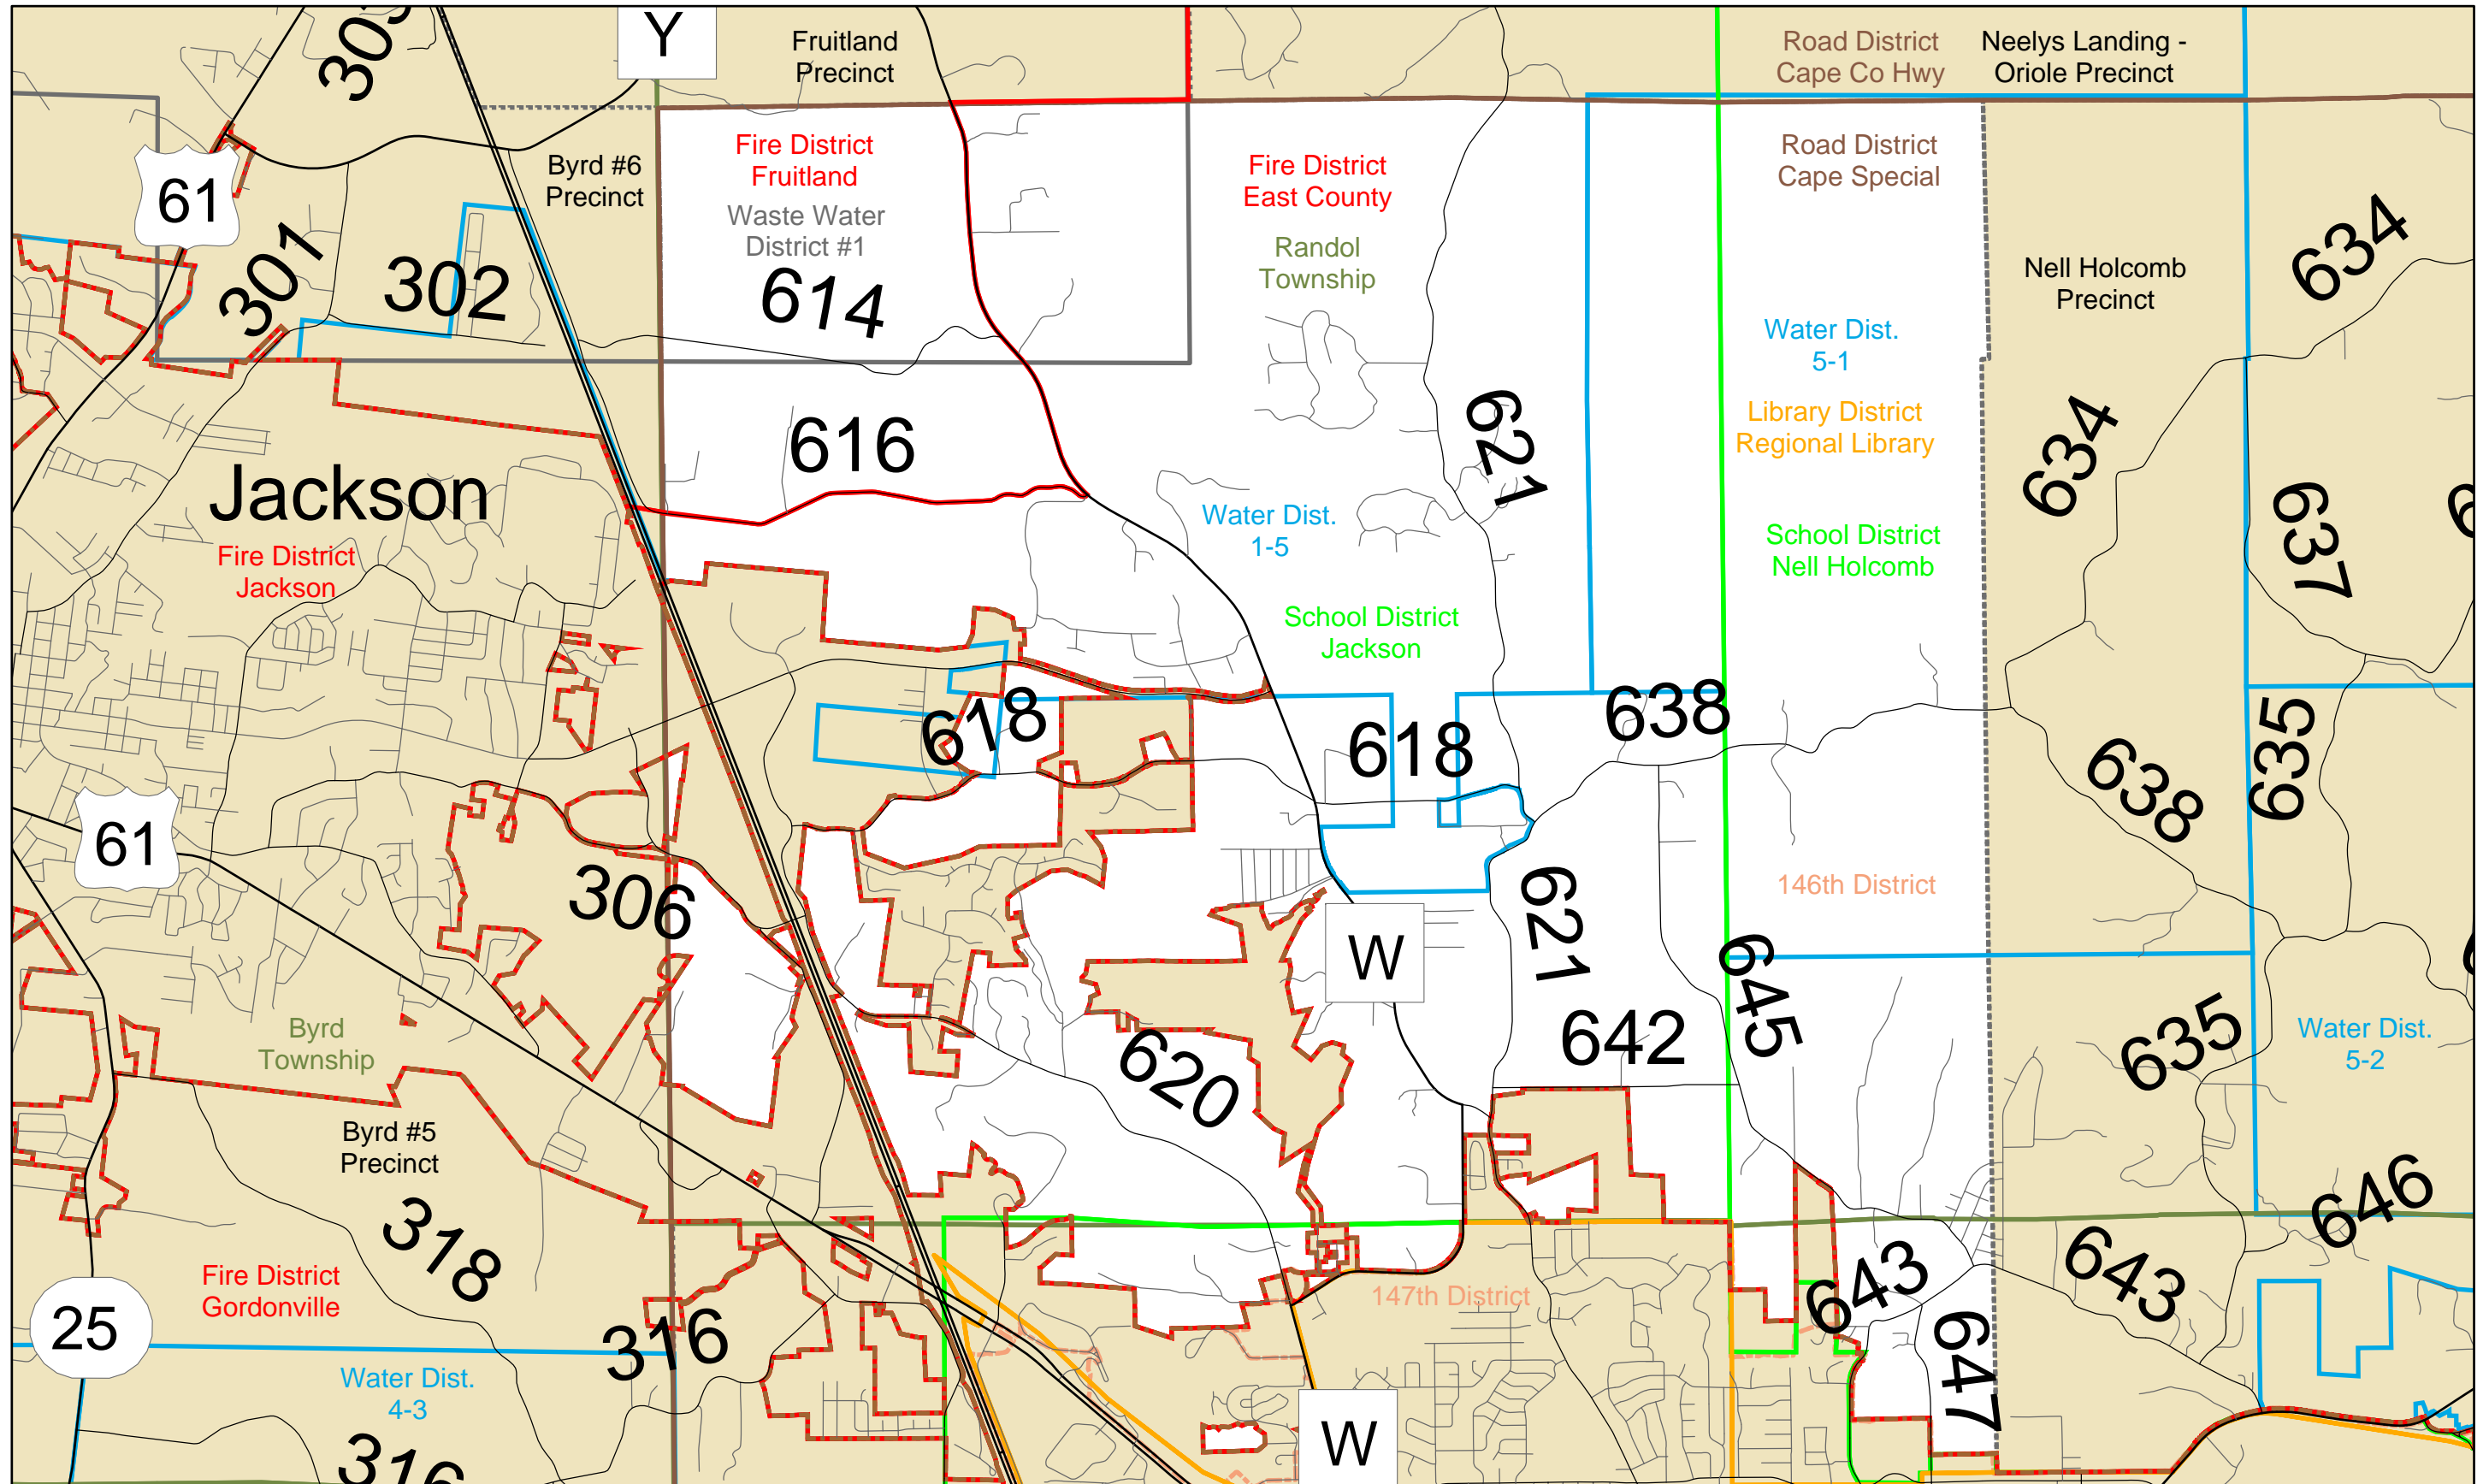 303
Y
Fruitland
Precinct
Road District
Cape Co Hwy
Neelys Landing -
Oriole Precinct
61
Byrd #6
Precinct
Fire District
Fruitland
Waste Water
District #1
Fire District
East County
Road District
Cape Special
301
302
614
Randol
Township
Nell Holcomb
Precinct
634
Water Dist.
5-1
616
621
Library District
Regional Library
634
Jackson
Fire District
Jackson
Water Dist.
1-5
School District
Nell Holcomb
637
School District
Jackson
618
618
638
638
635
61
306
621
146th District
W
645
642
620
635
Water Dist.
5-2
Byrd
Township
Byrd #5
Precinct
318
646
643
643
Fire District
Gordonville
25
316
147th District
647
Water Dist.
4-3
W
316